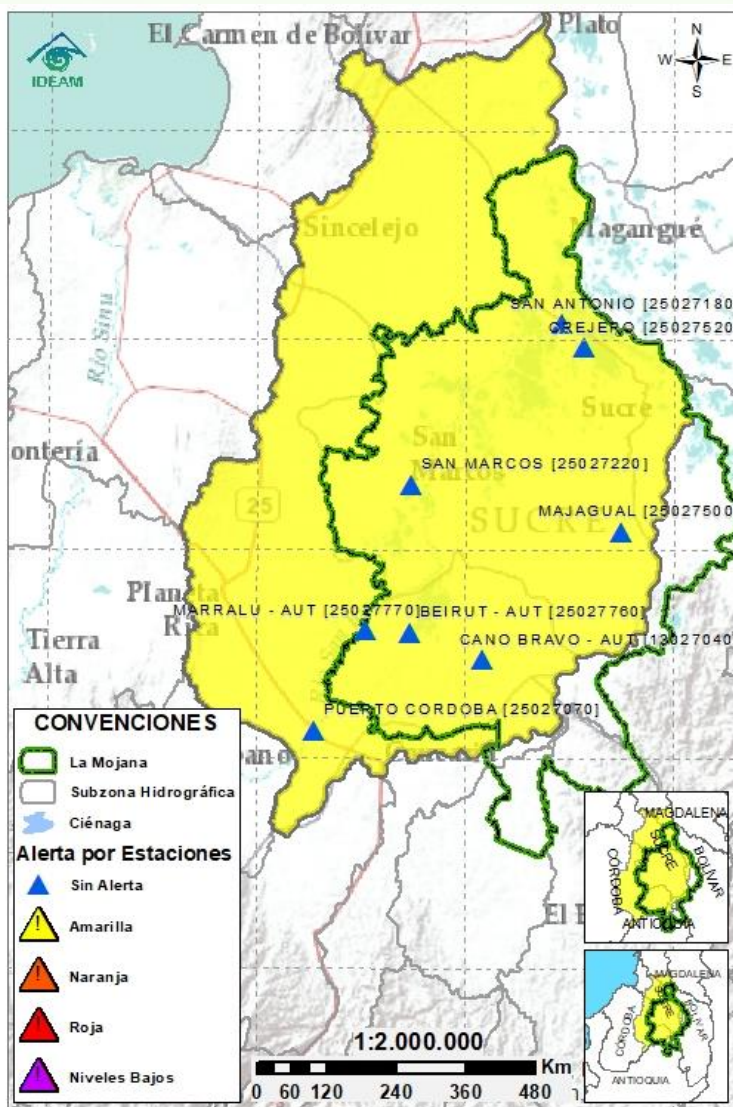 El Carmen de Bolívar
Plato
N
W E
S
IDEAM
Sincelejo
Magangué
SAN ANTONIO [25027180
CREJERO [25027520
Río Sinu
Sucre
ontería
San
Marcos
SAN MARCOS [25027220]
25
MAJAGUAL [25027500
SUCRE
Planeta
Rica
MARRALU - AUT [25027770]
BEIRUT - AUT [25027760]
CANO BRAVO - AUT [13027040
Tierra
Alta
PUERTO CORDOBA [25027070]
CONVENCIONES
La Mojana
Subzona Hidrográfica
Ciénaga
Alerta por Estaciones
Sin Alerta
Amarilla
Naranja
Roja
Niveles Bajos
MAGDALENA
SUCRE
BOLIVAR
CORDOBA
ANTIOQUIA
MAGDALENA
BOLIVAR
CORDOBA
ANTIOQUIA
1:2.000.000
Km
0 60 120 240 360 480